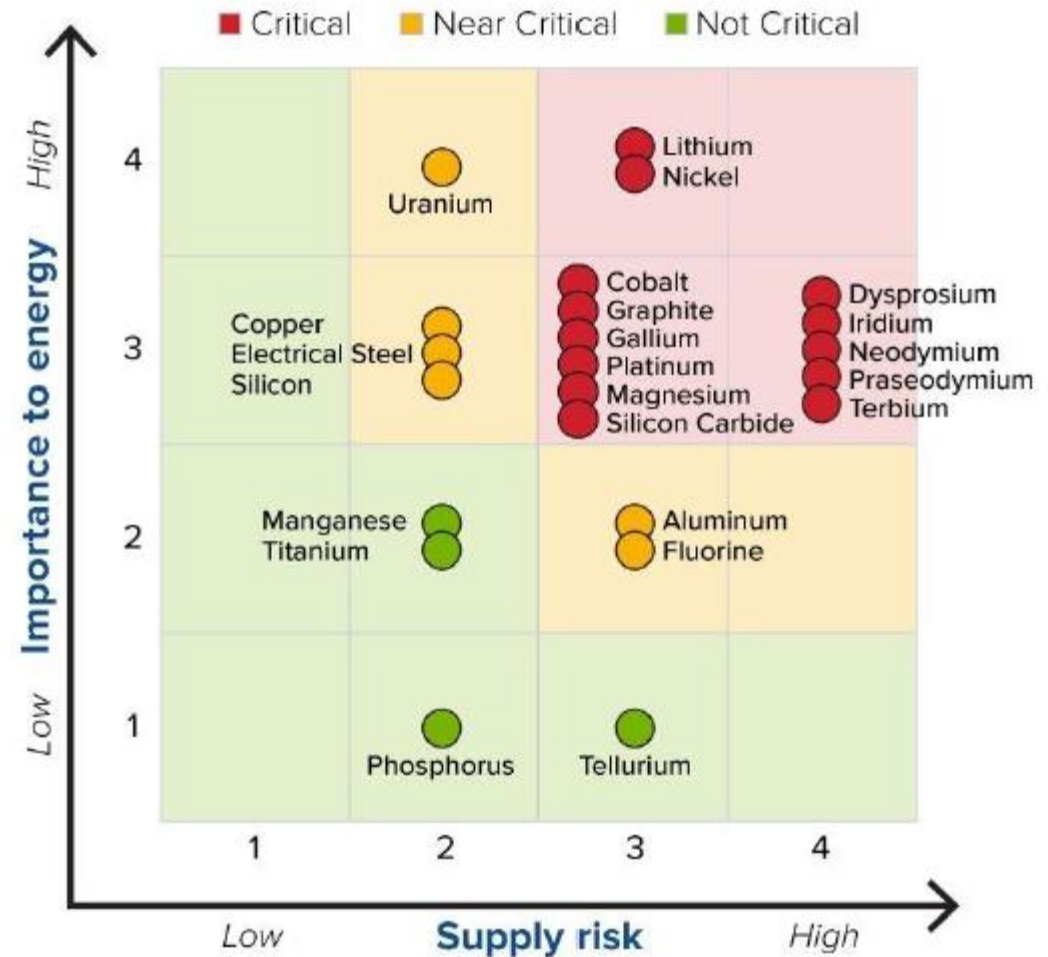 Critical Near Critical Not Critical
High
4
Uranium
Lithium
Nickel
Importance to energy
3
Copper
Electrical Steel
Silicon
Cobalt
Graphite
Gallium
Platinum
Magnesium
Silicon Carbide
Dysprosium
Iridium
Neodymium
Praseodymium
Terbium
2
Manganese
Titanium
Aluminum
Fluorine
Low
1
Phosphorus
Tellurium
1 2 3 4
Low Supply risk High